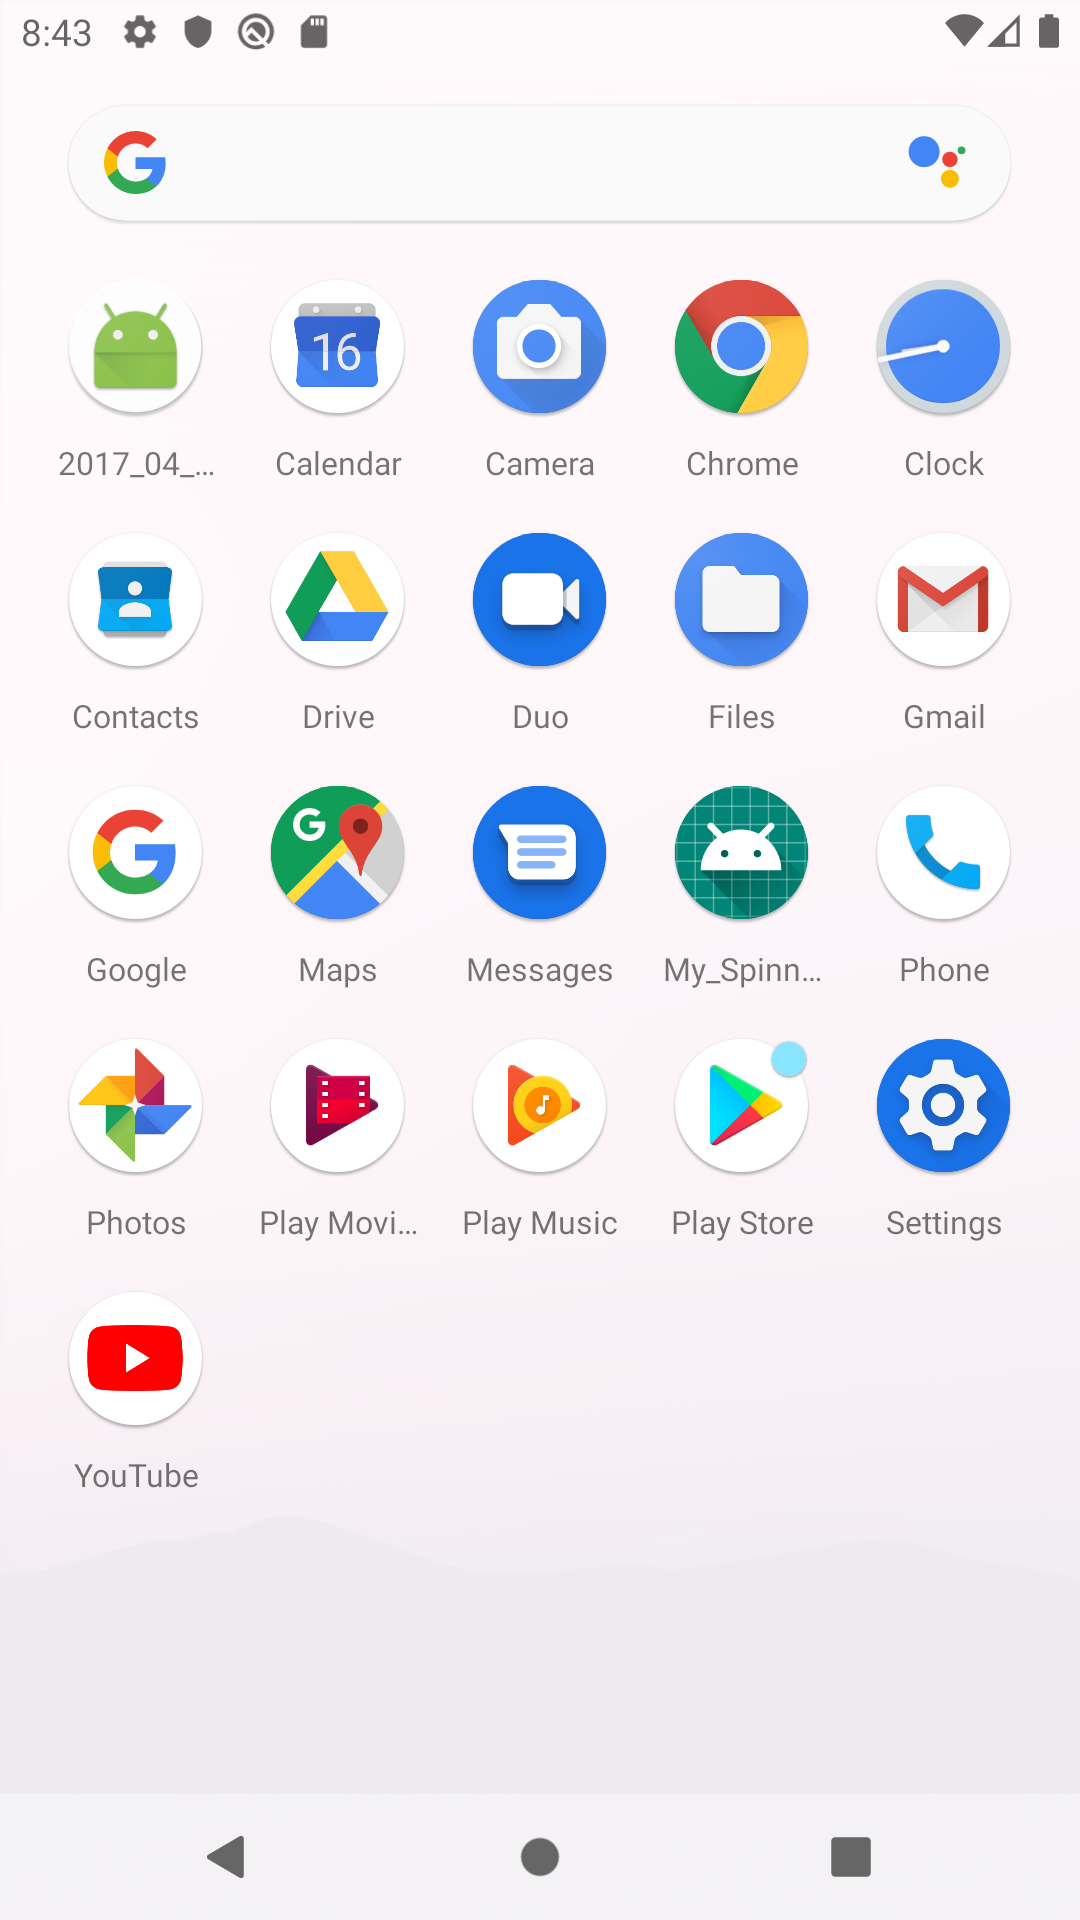 8:43
2017_04_...
Calendar
Camera
Chrome
Clock
16
Contacts
Drive
Duo
Files
Gmail
Google
Maps
Messages
My_Spinn...
Phone
Photos
Play Movi...
Play Music
Play Store
Settings
YouTube